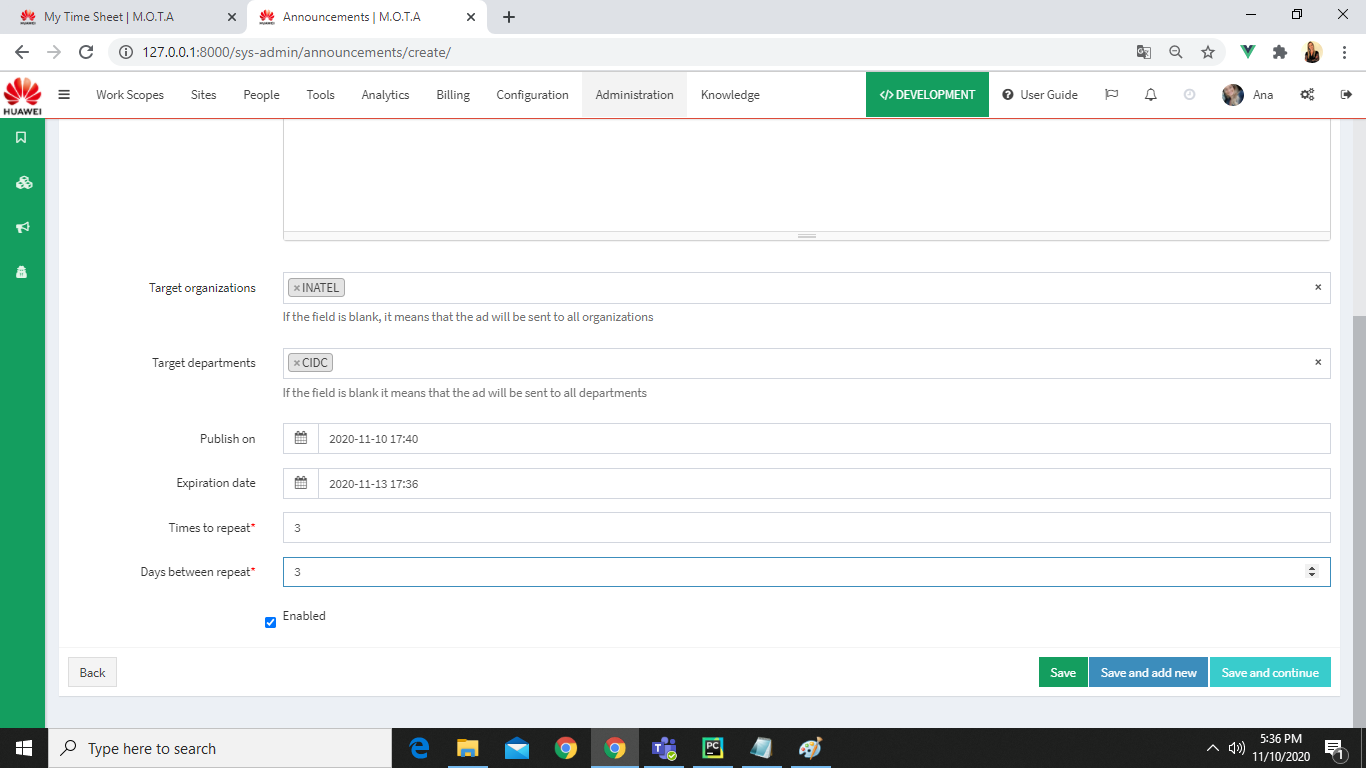 My Time Sheet | M.O.T.A
Announcements | M.O.T.A
127.0.0.1:8000/sys-admin/announcements/create/
HUAWEI
Work Scopes
Sites
People
Tools
Analytics
Billing
Configuration
Administration
Knowledge
</> DEVELOPMENT
User Guide
Ana
Target organizations
×INATEL
×
If the field is blank, it means that the ad will be sent to all organizations
Target departments
×CIDC
×
If the field is blank it means that the ad will be sent to all departments
Publish on
2020-11-10 17:40
Expiration date
2020-11-13 17:36
Times to repeat*
3
Days between repeat*
3
Enabled
Back
Save
Save and add new
Save and continue
Type here to search
PC
5:36 PM
11/10/2020
1